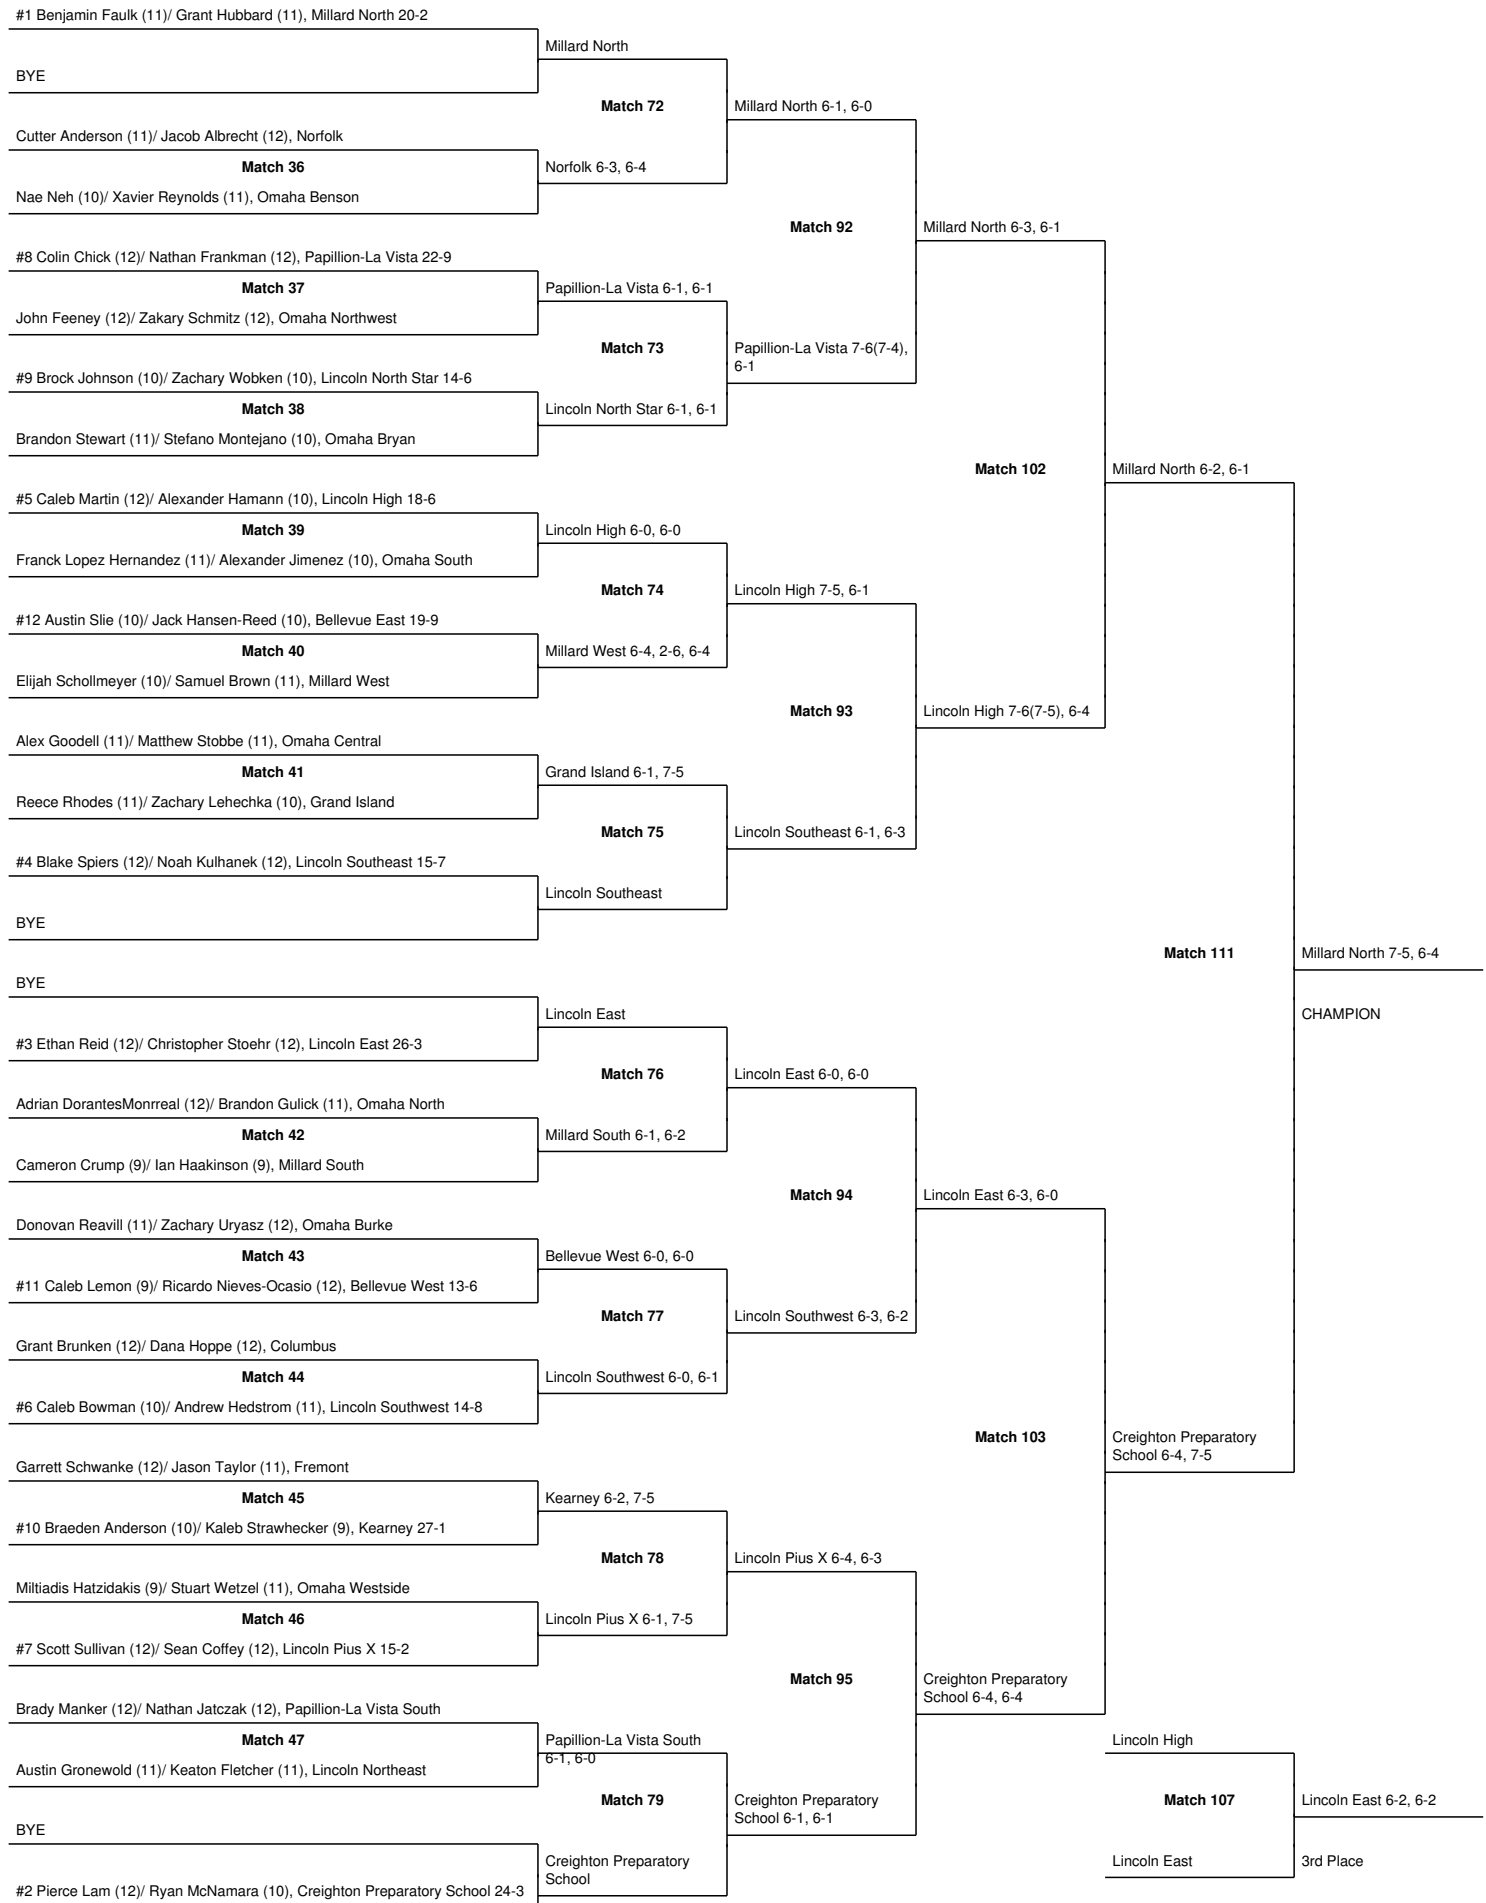 #1 Benjamin Faulk (11)/ Grant Hubbard (11), Millard North 20-2
Millard North
BYE
Match 72
Millard North 6-1, 6-0
Cutter Anderson (11)/ Jacob Albrecht (12), Norfolk
Match 36
Norfolk 6-3, 6-4
Nae Neh (10)/ Xavier Reynolds (11), Omaha Benson
Match 92
Millard North 6-3, 6-1
#8 Colin Chick (12)/ Nathan Frankman (12), Papillion-La Vista 22-9
Match 37
Papillion-La Vista 6-1, 6-1
John Feeney (12)/ Zakary Schmitz (12), Omaha Northwest
Match 73
Papillion-La Vista 7-6(7-4),
6-1
#9 Brock Johnson (10)/ Zachary Wobken (10), Lincoln North Star 14-6
Match 38
Lincoln North Star 6-1, 6-1
Brandon Stewart (11)/ Stefano Montejano (10), Omaha Bryan
Match 102
Millard North 6-2, 6-1
#5 Caleb Martin (12)/ Alexander Hamann (10), Lincoln High 18-6
Match 39
Lincoln High 6-0, 6-0
Franck Lopez Hernandez (11)/ Alexander Jimenez (10), Omaha South
Match 74
Lincoln High 7-5, 6-1
#12 Austin Slie (10)/ Jack Hansen-Reed (10), Bellevue East 19-9
Match 40
Millard West 6-4, 2-6, 6-4
Elijah Schollmeyer (10)/ Samuel Brown (11), Millard West
Match 93
Lincoln High 7-6(7-5), 6-4
Alex Goodell (11)/ Matthew Stobbe (11), Omaha Central
Match 41
Grand Island 6-1, 7-5
Reece Rhodes (11)/ Zachary Lehechka (10), Grand Island
Match 75
Lincoln Southeast 6-1, 6-3
#4 Blake Spiers (12)/ Noah Kulhanek (12), Lincoln Southeast 15-7
Lincoln Southeast
BYE
Match 111
Millard North 7-5, 6-4
BYE
Lincoln East
CHAMPION
#3 Ethan Reid (12)/ Christopher Stoehr (12), Lincoln East 26-3
Match 76
Lincoln East 6-0, 6-0
Adrian DorantesMonrreal (12)/ Brandon Gulick (11), Omaha North
Match 42
Millard South 6-1, 6-2
Cameron Crump (9)/ Ian Haakinson (9), Millard South
Match 94
Lincoln East 6-3, 6-0
Donovan Reavill (11)/ Zachary Uryasz (12), Omaha Burke
Match 43
Bellevue West 6-0, 6-0
#11 Caleb Lemon (9)/ Ricardo Nieves-Ocasio (12), Bellevue West 13-6
Match 77
Lincoln Southwest 6-3, 6-2
Grant Brunken (12)/ Dana Hoppe (12), Columbus
Match 44
Lincoln Southwest 6-0, 6-1
#6 Caleb Bowman (10)/ Andrew Hedstrom (11), Lincoln Southwest 14-8
Match 103
Creighton Preparatory
School 6-4, 7-5
Garrett Schwanke (12)/ Jason Taylor (11), Fremont
Match 45
Kearney 6-2, 7-5
#10 Braeden Anderson (10)/ Kaleb Strawhecker (9), Kearney 27-1
Match 78
Lincoln Pius X 6-4, 6-3
Miltiadis Hatzidakis (9)/ Stuart Wetzel (11), Omaha Westside
Match 46
Lincoln Pius X 6-1, 7-5
#7 Scott Sullivan (12)/ Sean Coffey (12), Lincoln Pius X 15-2
Match 95
Creighton Preparatory
School 6-4, 6-4
Brady Manker (12)/ Nathan Jatczak (12), Papillion-La Vista South
Match 47
Papillion-La Vista South
6-1, 6-0
Lincoln High
Austin Gronewold (11)/ Keaton Fletcher (11), Lincoln Northeast
Match 79
Creighton Preparatory
School 6-1, 6-1
Match 107
Lincoln East 6-2, 6-2
BYE
Creighton Preparatory
School
Lincoln East
3rd Place
#2 Pierce Lam (12)/ Ryan McNamara (10), Creighton Preparatory School 24-3